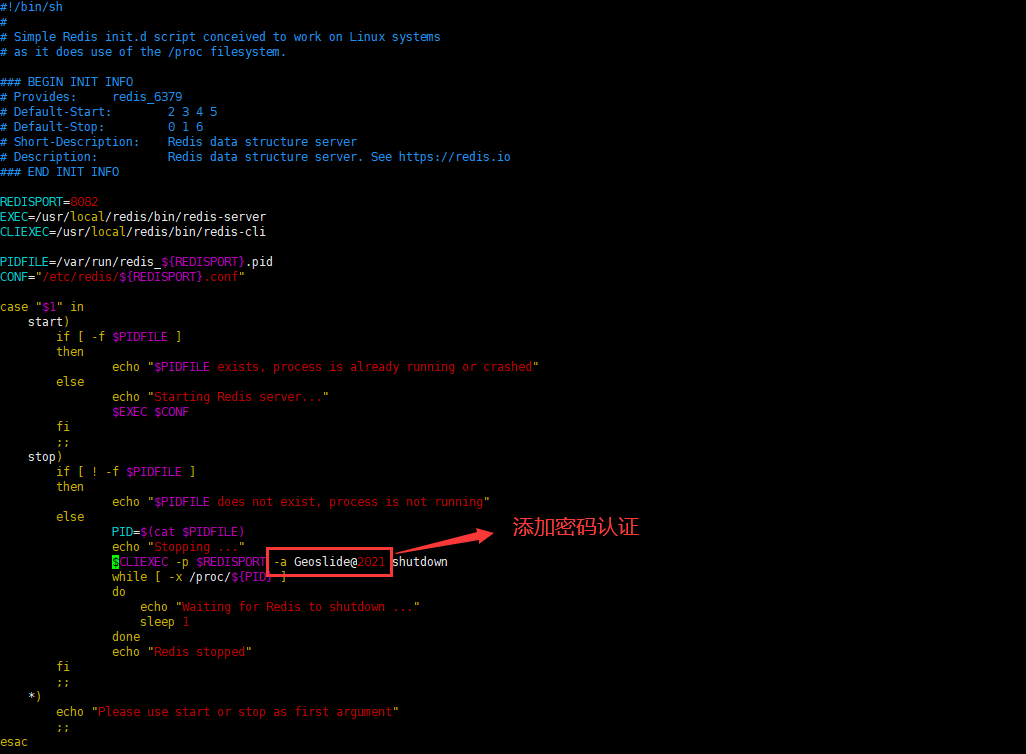 #!/bin/sh
#
# Simple Redis init.d script conceived to work on Linux systems
# as it does use of the /proc filesystem.
### BEGIN INIT INFO
# Provides:     redis_6379
# Default-Start:        2 3 4 5
# Default-Stop:         0 1 6
# Short-Description:    Redis data structure server
# Description:          Redis data structure server. See https://redis.io
### END INIT INFO
REDISPORT=8082
EXEC=/usr/local/redis/bin/redis-server
CLIEXEC=/usr/local/redis/bin/redis-cli
PIDFILE=/var/run/redis_${REDISPORT}.pid
CONF="/etc/redis/${REDISPORT}.conf"
case "$1" in
    start)
        if [ -f $PIDFILE ]
        then
                echo "$PIDFILE exists, process is already running or crashed"
        else
                echo "Starting Redis server..."
                $EXEC $CONF
        fi
        ;;
    stop)
        if [ ! -f $PIDFILE ]
        then
                echo "$PIDFILE does not exist, process is not running"
        else
                PID=$(cat $PIDFILE)
                echo "Stopping ..."
                $CLIEXEC -p $REDISPORT -a Geoslide@2021 shutdown
添加密码认证
                while [ -x /proc/${PID} ]
                do
                    echo "Waiting for Redis to shutdown ..."
                    sleep 1
                done
                echo "Redis stopped"
        fi
        ;;
    *)
        echo "Please use start or stop as first argument"
        ;;
esac